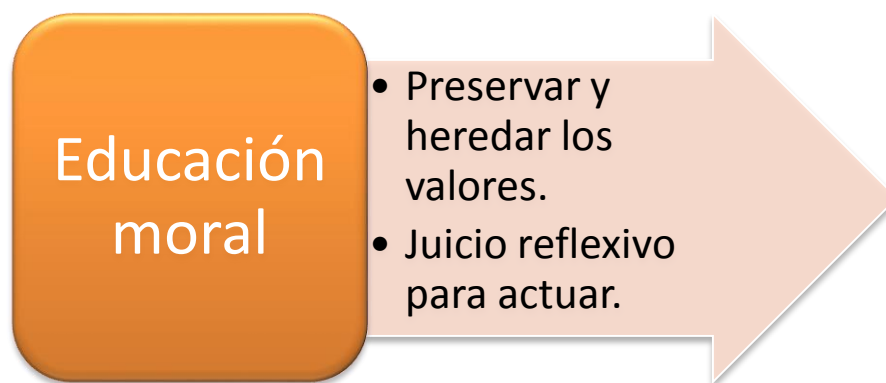 Educación
moral
• Preservar y
heredar los
valores.
• Juicio reflexivo
para actuar.